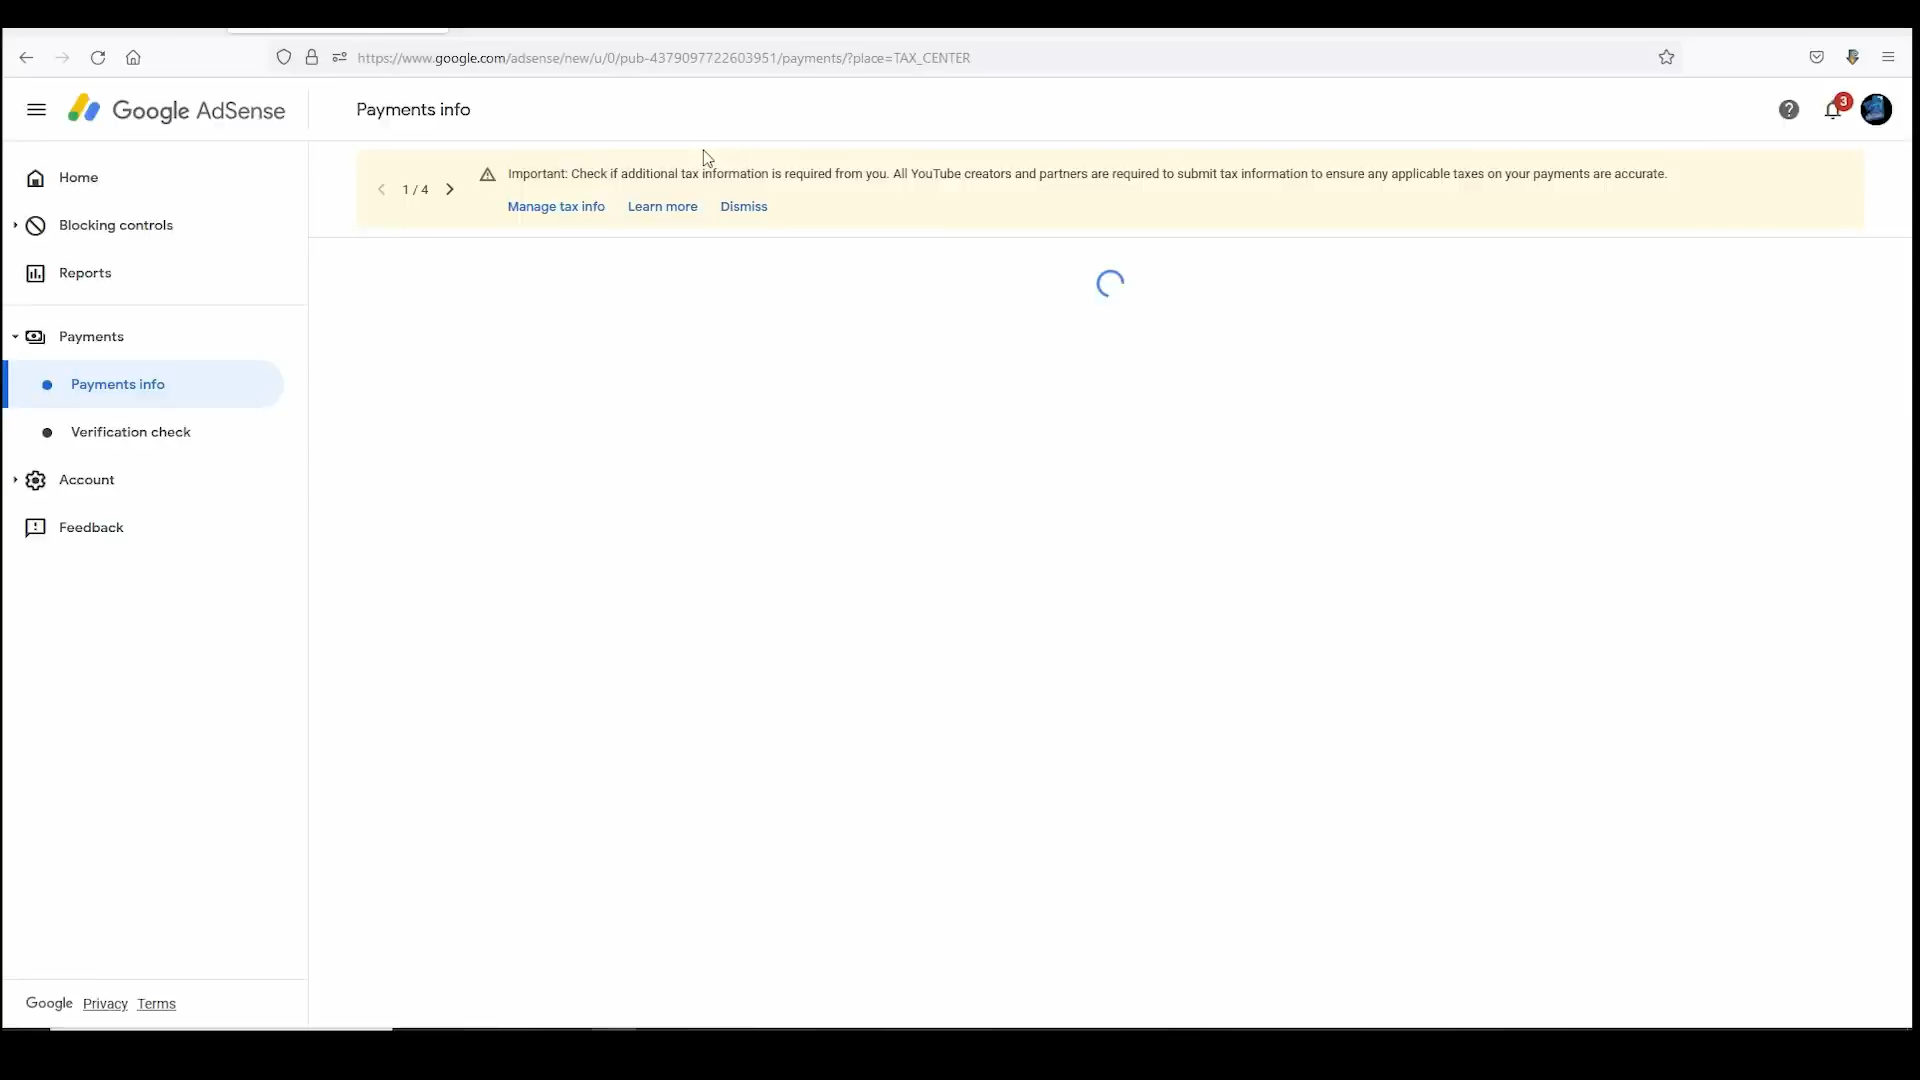 https://www.google.com/adsense/new/u/0/pub-4379097722603951/payments/?place=TAX_CENTER
Google AdSense
Payments info
3
Home
Blocking controls
Reports
Payments
Payments info
Verification check
Account
Feedback
1 / 4
Important: Check if additional tax information is required from you. All YouTube creators and partners are required to submit tax information to ensure any applicable taxes on your payments are accurate.
Manage tax info Learn more Dismiss
Google Privacy Terms